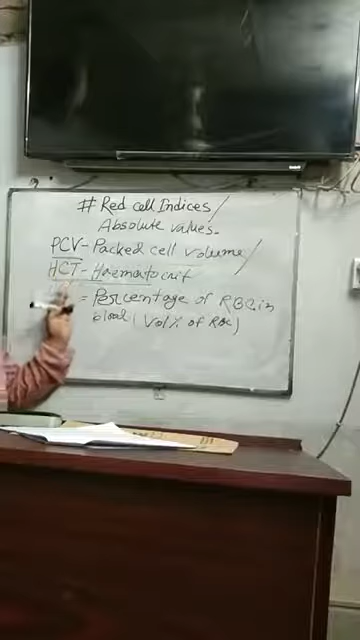 # Red cell Indices/
Absolute values.
PCV - Packed cell volume/
HCT - Haematocrit
= Percentage of RBC in
blood ( Vol% of RBC)